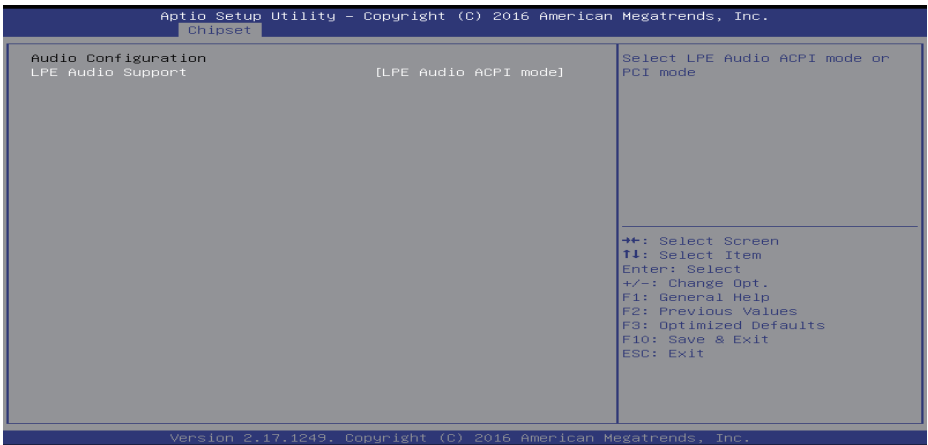 Aptio Setup Utility – Copyright (C) 2016 American Megatrends, Inc.
Chipset
Audio Configuration
LPE Audio Support [LPE Audio ACPI mode]
Select LPE Audio ACPI mode or
PCI mode
→←: Select Screen
↑↓: Select Item
Enter: Select
+/-: Change Opt.
F1: General Help
F2: Previous Values
F3: Optimized Defaults
F10: Save & Exit
ESC: Exit
Version 2.17.1249. Copyright (C) 2016 American Megatrends, Inc.